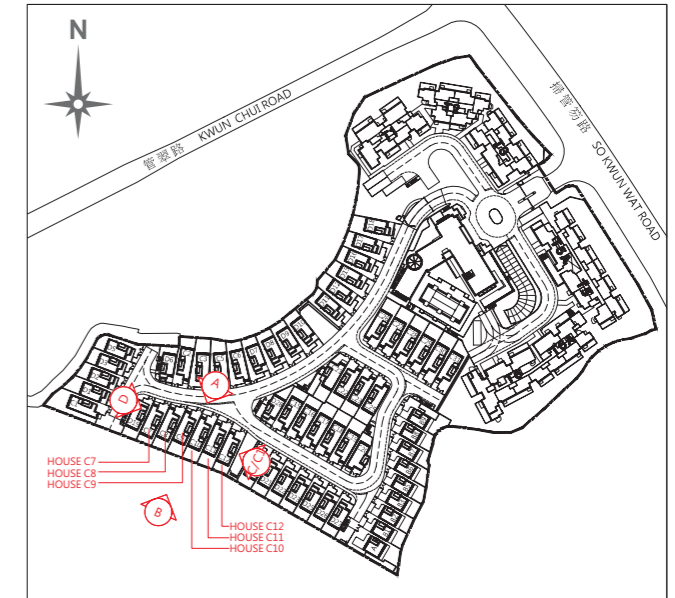 N
管翠路 KWUN CHUI ROAD
掃管笏路 SO KWUN WAT ROAD
A
D
C/C1
B
HOUSE C7
HOUSE C8
HOUSE C9
HOUSE C12
HOUSE C11
HOUSE C10